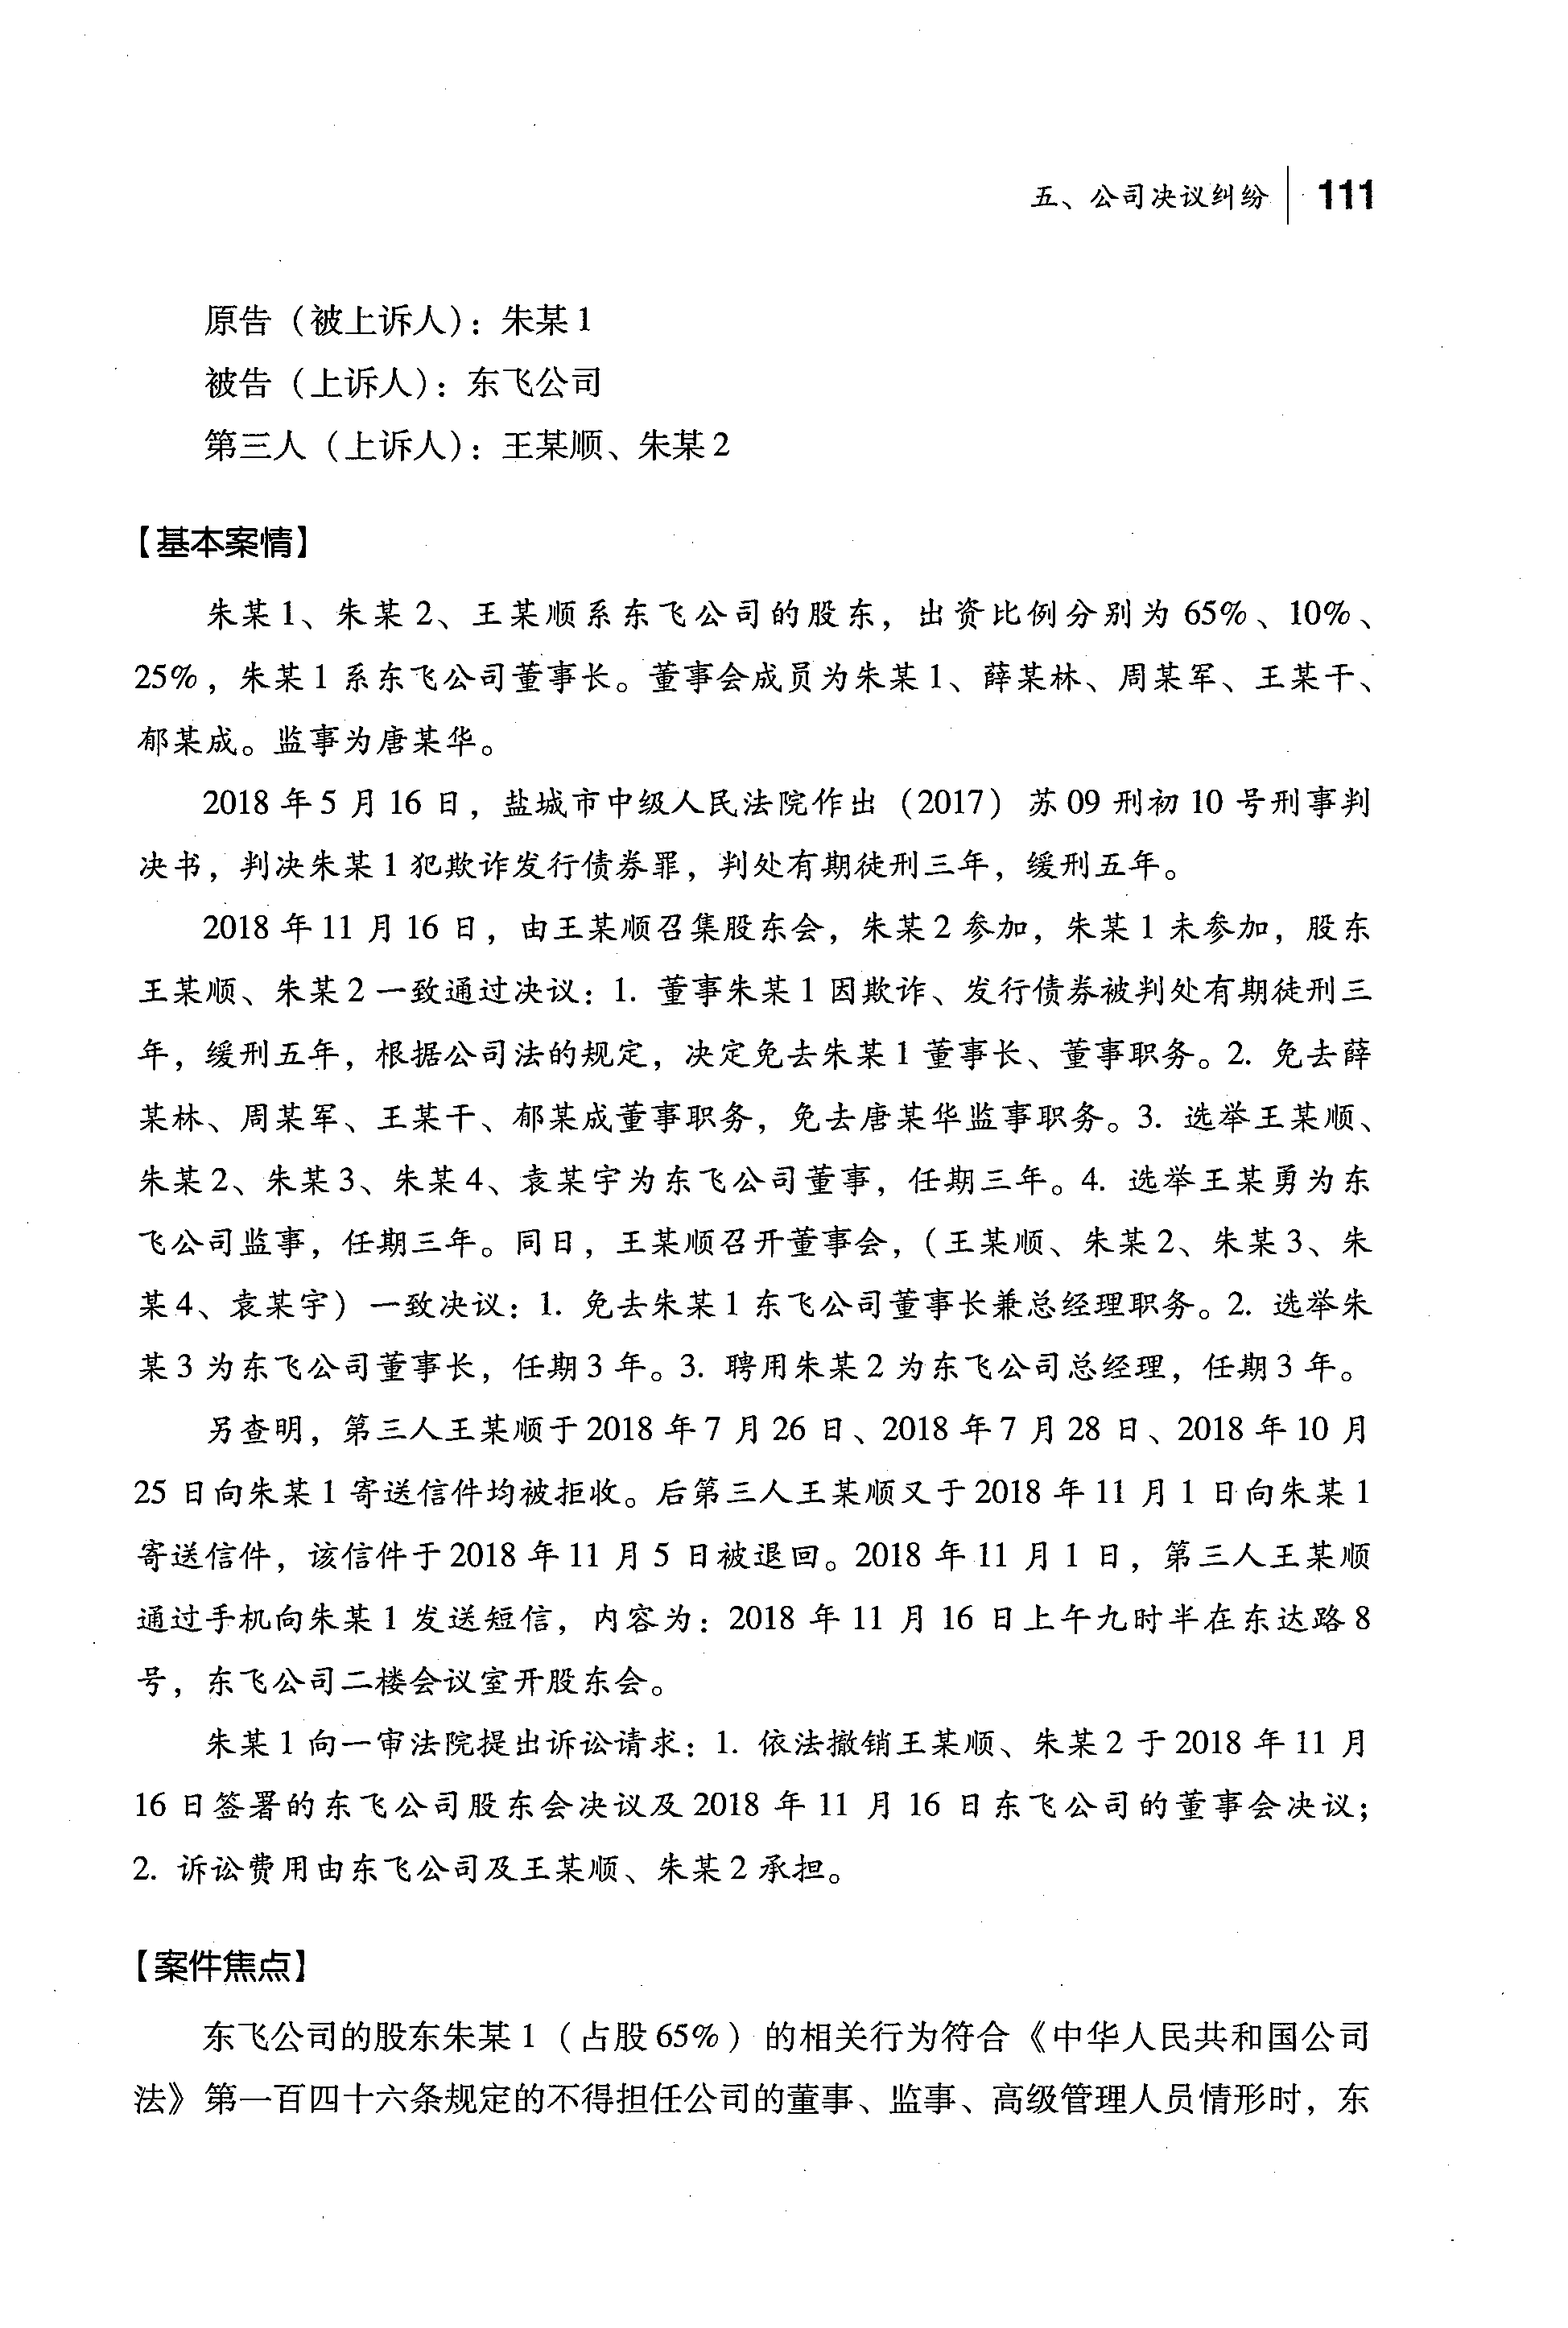 五、公司决议纠纷 111
原告（被上诉人）：朱某1
被告（上诉人）：东飞公司
第三人（上诉人）：王某顺、朱某2
【基本案情】
朱某1、朱某2、王某顺系东飞公司的股东，出资比例分别为65%、10%、
25%，朱某1系东飞公司董事长。董事会成员为朱某1、薛某林、周某军、王某干、
郁某成。监事为唐某华。
2018年5月16日，盐城市中级人民法院作出（2017）苏09刑初10号刑事判
决书，判决朱某1犯欺诈发行债券罪，判处有期徒刑三年，缓刑五年。
2018年11月16日，由王某顺召集股东会，朱某2参加，朱某1未参加，股东
王某顺、朱某2一致通过决议：1. 董事朱某1因欺诈、发行债券被判处有期徒刑三
年，缓刑五年，根据公司法的规定，决定免去朱某1董事长、董事职务。2. 免去薛
某林、周某军、王某干、郁某成董事职务，免去唐某华监事职务。3. 选举王某顺、
朱某2、朱某3、朱某4、袁某宇为东飞公司董事，任期三年。4. 选举王某勇为东
飞公司监事，任期三年。同日，王某顺召开董事会，（王某顺、朱某2、朱某3、朱
某4、袁某宇）一致决议：1. 免去朱某1东飞公司董事长兼总经理职务。2. 选举朱
某3为东飞公司董事长，任期3年。3. 聘用朱某2为东飞公司总经理，任期3年。
另查明，第三人王某顺于2018年7月26日、2018年7月28日、2018年10月
25日向朱某1寄送信件均被拒收。后第三人王某顺又于2018年11月1日向朱某1
寄送信件，该信件于2018年11月5日被退回。2018年11月1日，第三人王某顺
通过手机向朱某1发送短信，内容为：2018年11月16日上午九时半在东达路8
号，东飞公司二楼会议室开股东会。
朱某1向一审法院提出诉讼请求：1. 依法撤销王某顺、朱某2于2018年11月
16日签署的东飞公司股东会决议及2018年11月16日东飞公司的董事会决议；
2. 诉讼费用由东飞公司及王某顺、朱某2承担。
【案件焦点】
东飞公司的股东朱某1（占股65%）的相关行为符合《中华人民共和国公司
法》第一百四十六条规定的不得担任公司的董事、监事、高级管理人员情形时，东